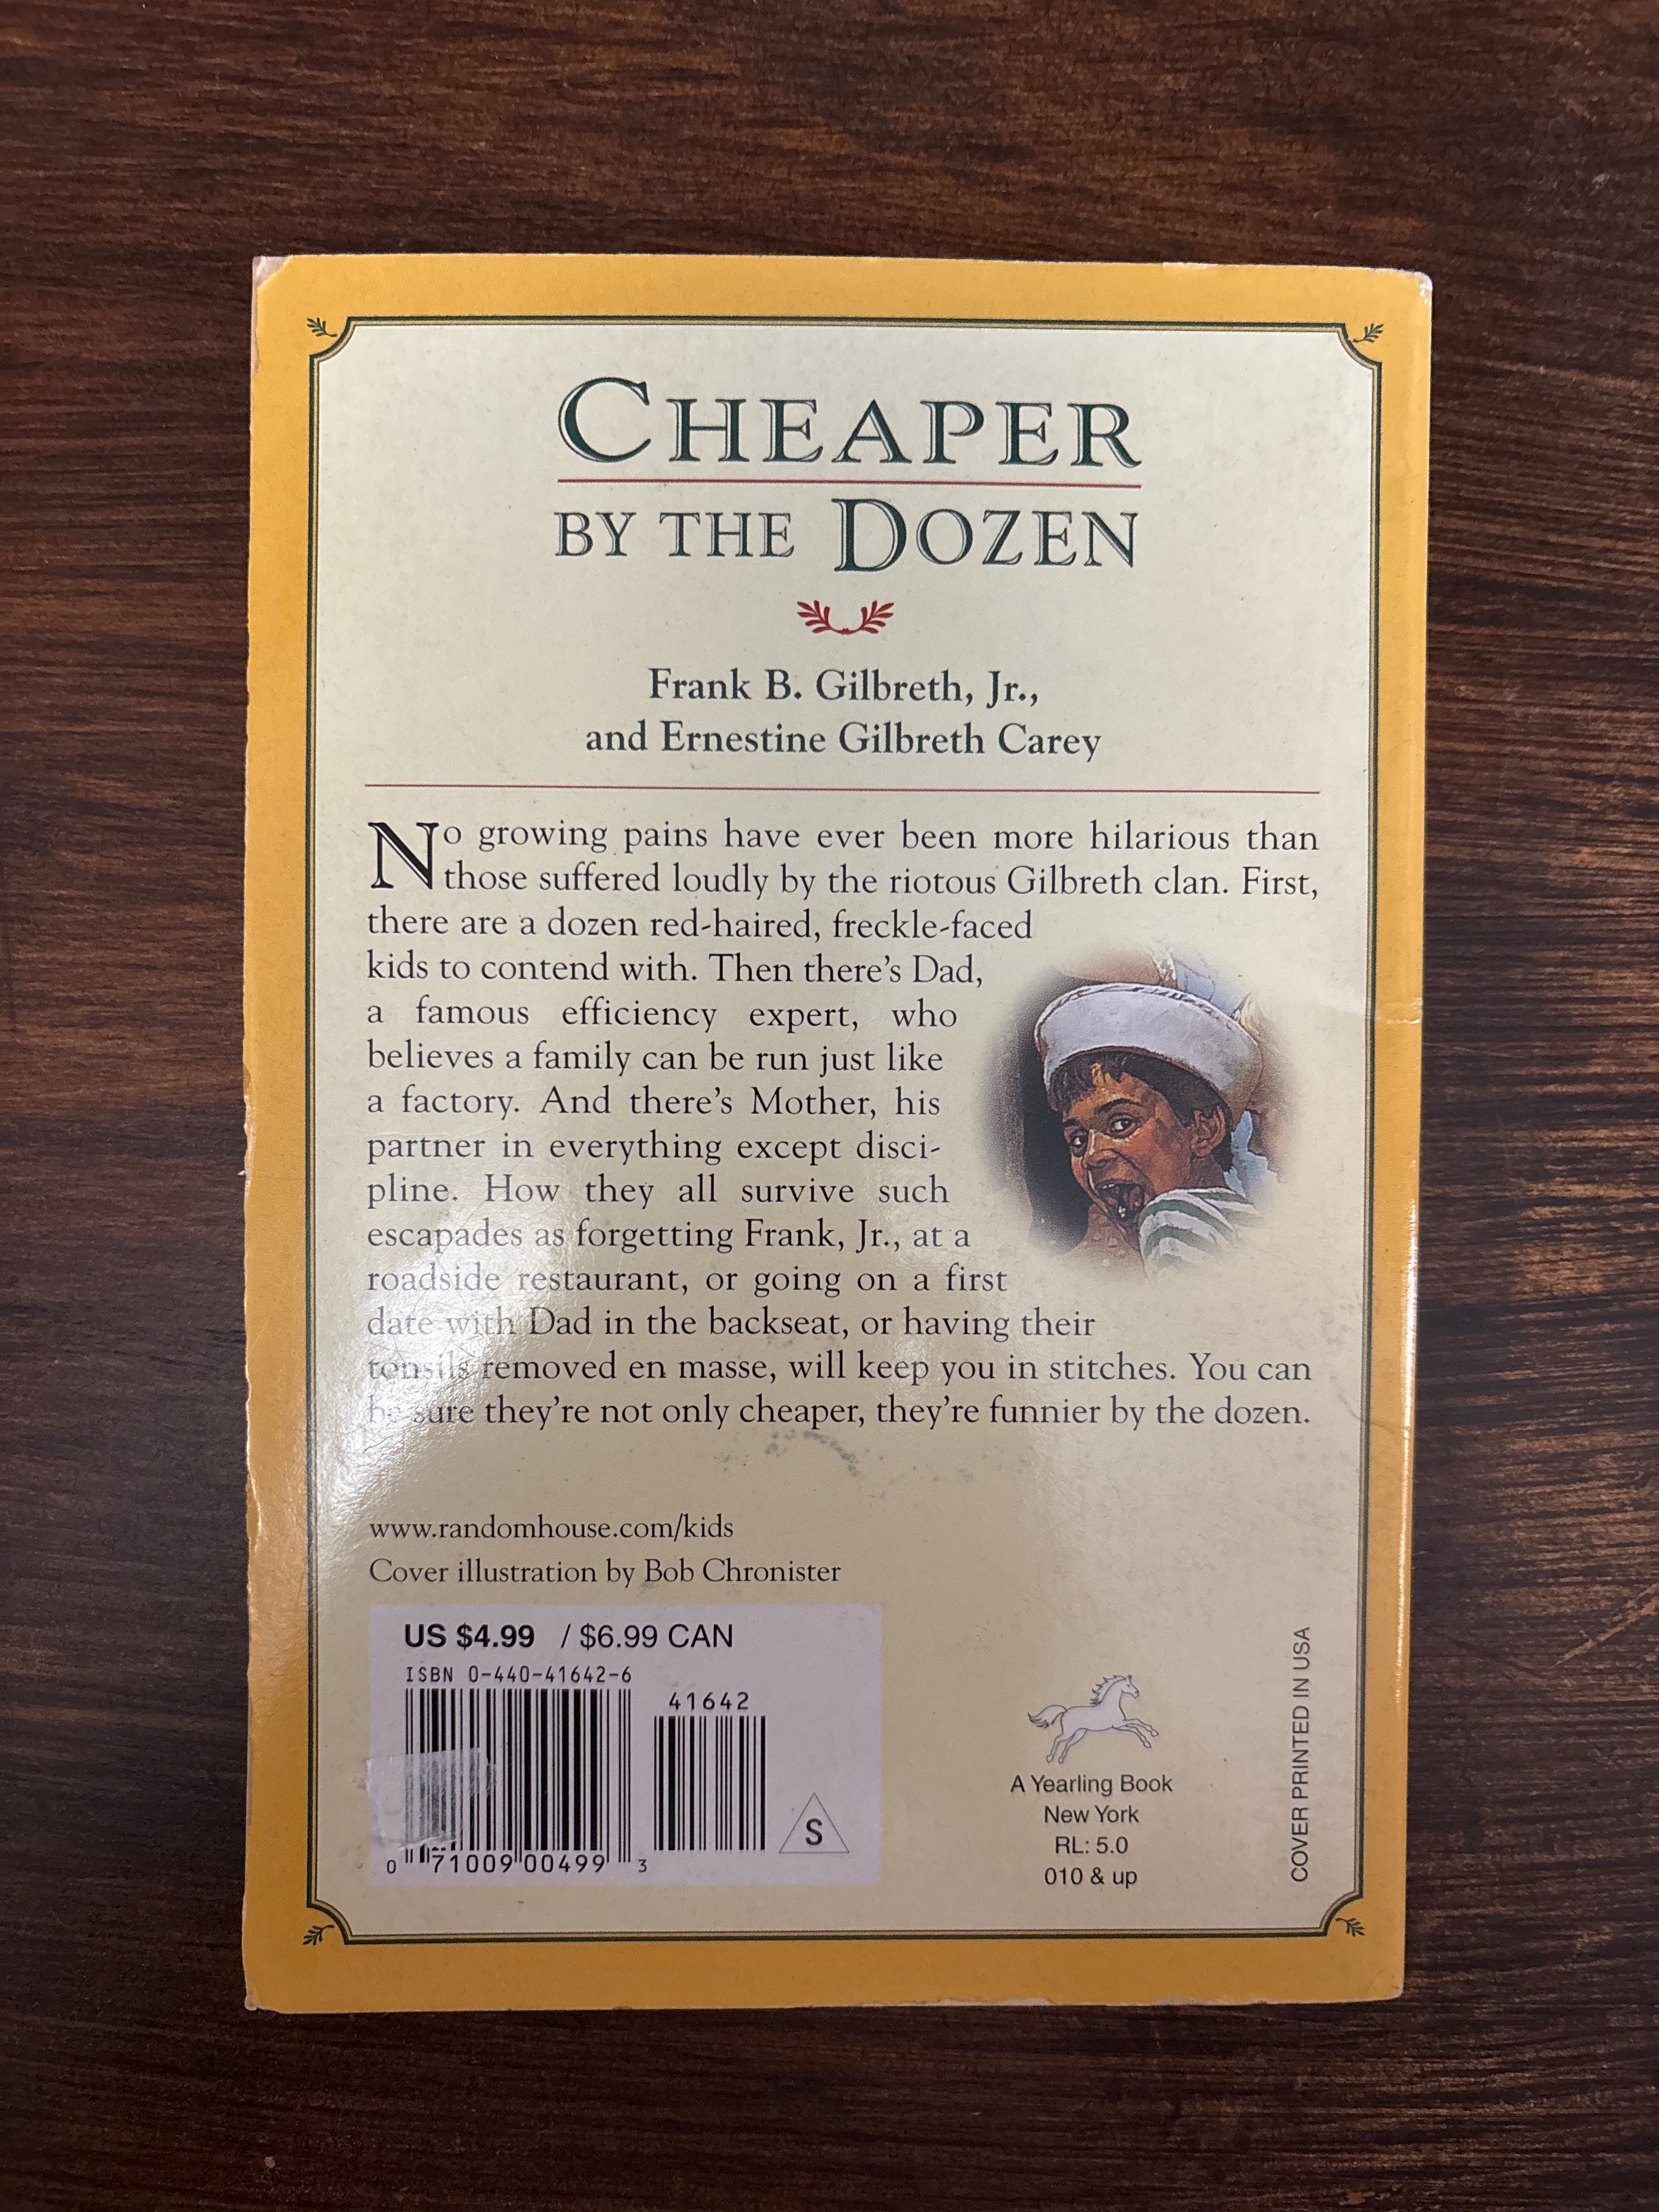 CHEAPER
BY THE DOZEN
Frank B. Gilbreth, Jr.,
and Ernestine Gilbreth Carey
No growing pains have ever been more hilarious than
those suffered loudly by the riotous Gilbreth clan. First,
there are a dozen red-haired, freckle-faced
kids to contend with. Then there's Dad,
a famous efficiency expert, who
believes a family can be run just like
a factory. And there's Mother, his
partner in everything except disci-
pline. How they all survive such
escapades as forgetting Frank, Jr., at a
roadside restaurant, or going on a first
date with Dad in the backseat, or having their
tonsils removed en masse, will keep you in stitches. You can
be sure they're not only cheaper, they're funnier by the dozen.
www.randomhouse.com/kids
Cover illustration by Bob Chronister
US $4.99 / $6.99 CAN
ISBN 0-440-41642-6
41642
0 71009 00499 3
S
A Yearling Book
New York
RL: 5.0
010 & up
COVER PRINTED IN USA